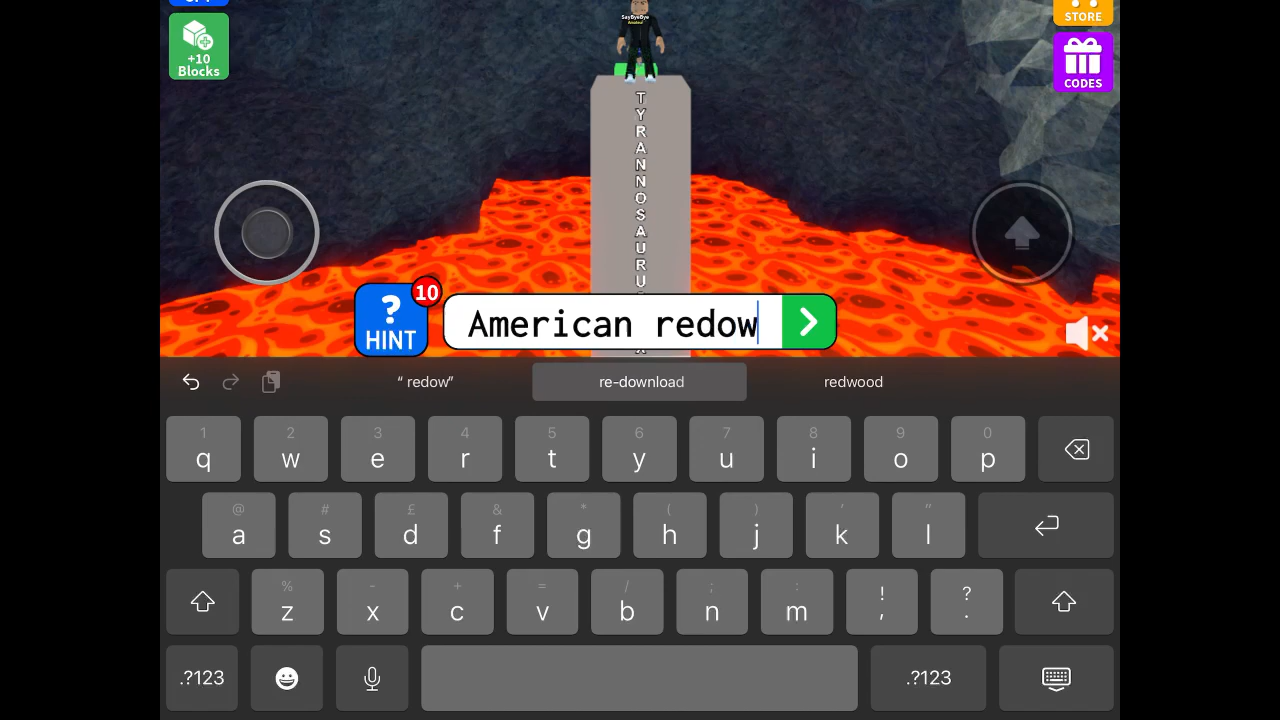 SayByeBye
STORE
+10
Blocks
CODES
T
Y
R
A
N
N
O
S
A
U
R
U
10
?
HINT
American redow
“ redow”
re-download
redwood
1 2 3 4 5 6 7 8 9 0
q w e r t y u i o p
@ # £ & * ( ) ’ ”
a s d f g h j k l
% - + = / ; : ! ?
z x c v b n m , .
.?123 .?123